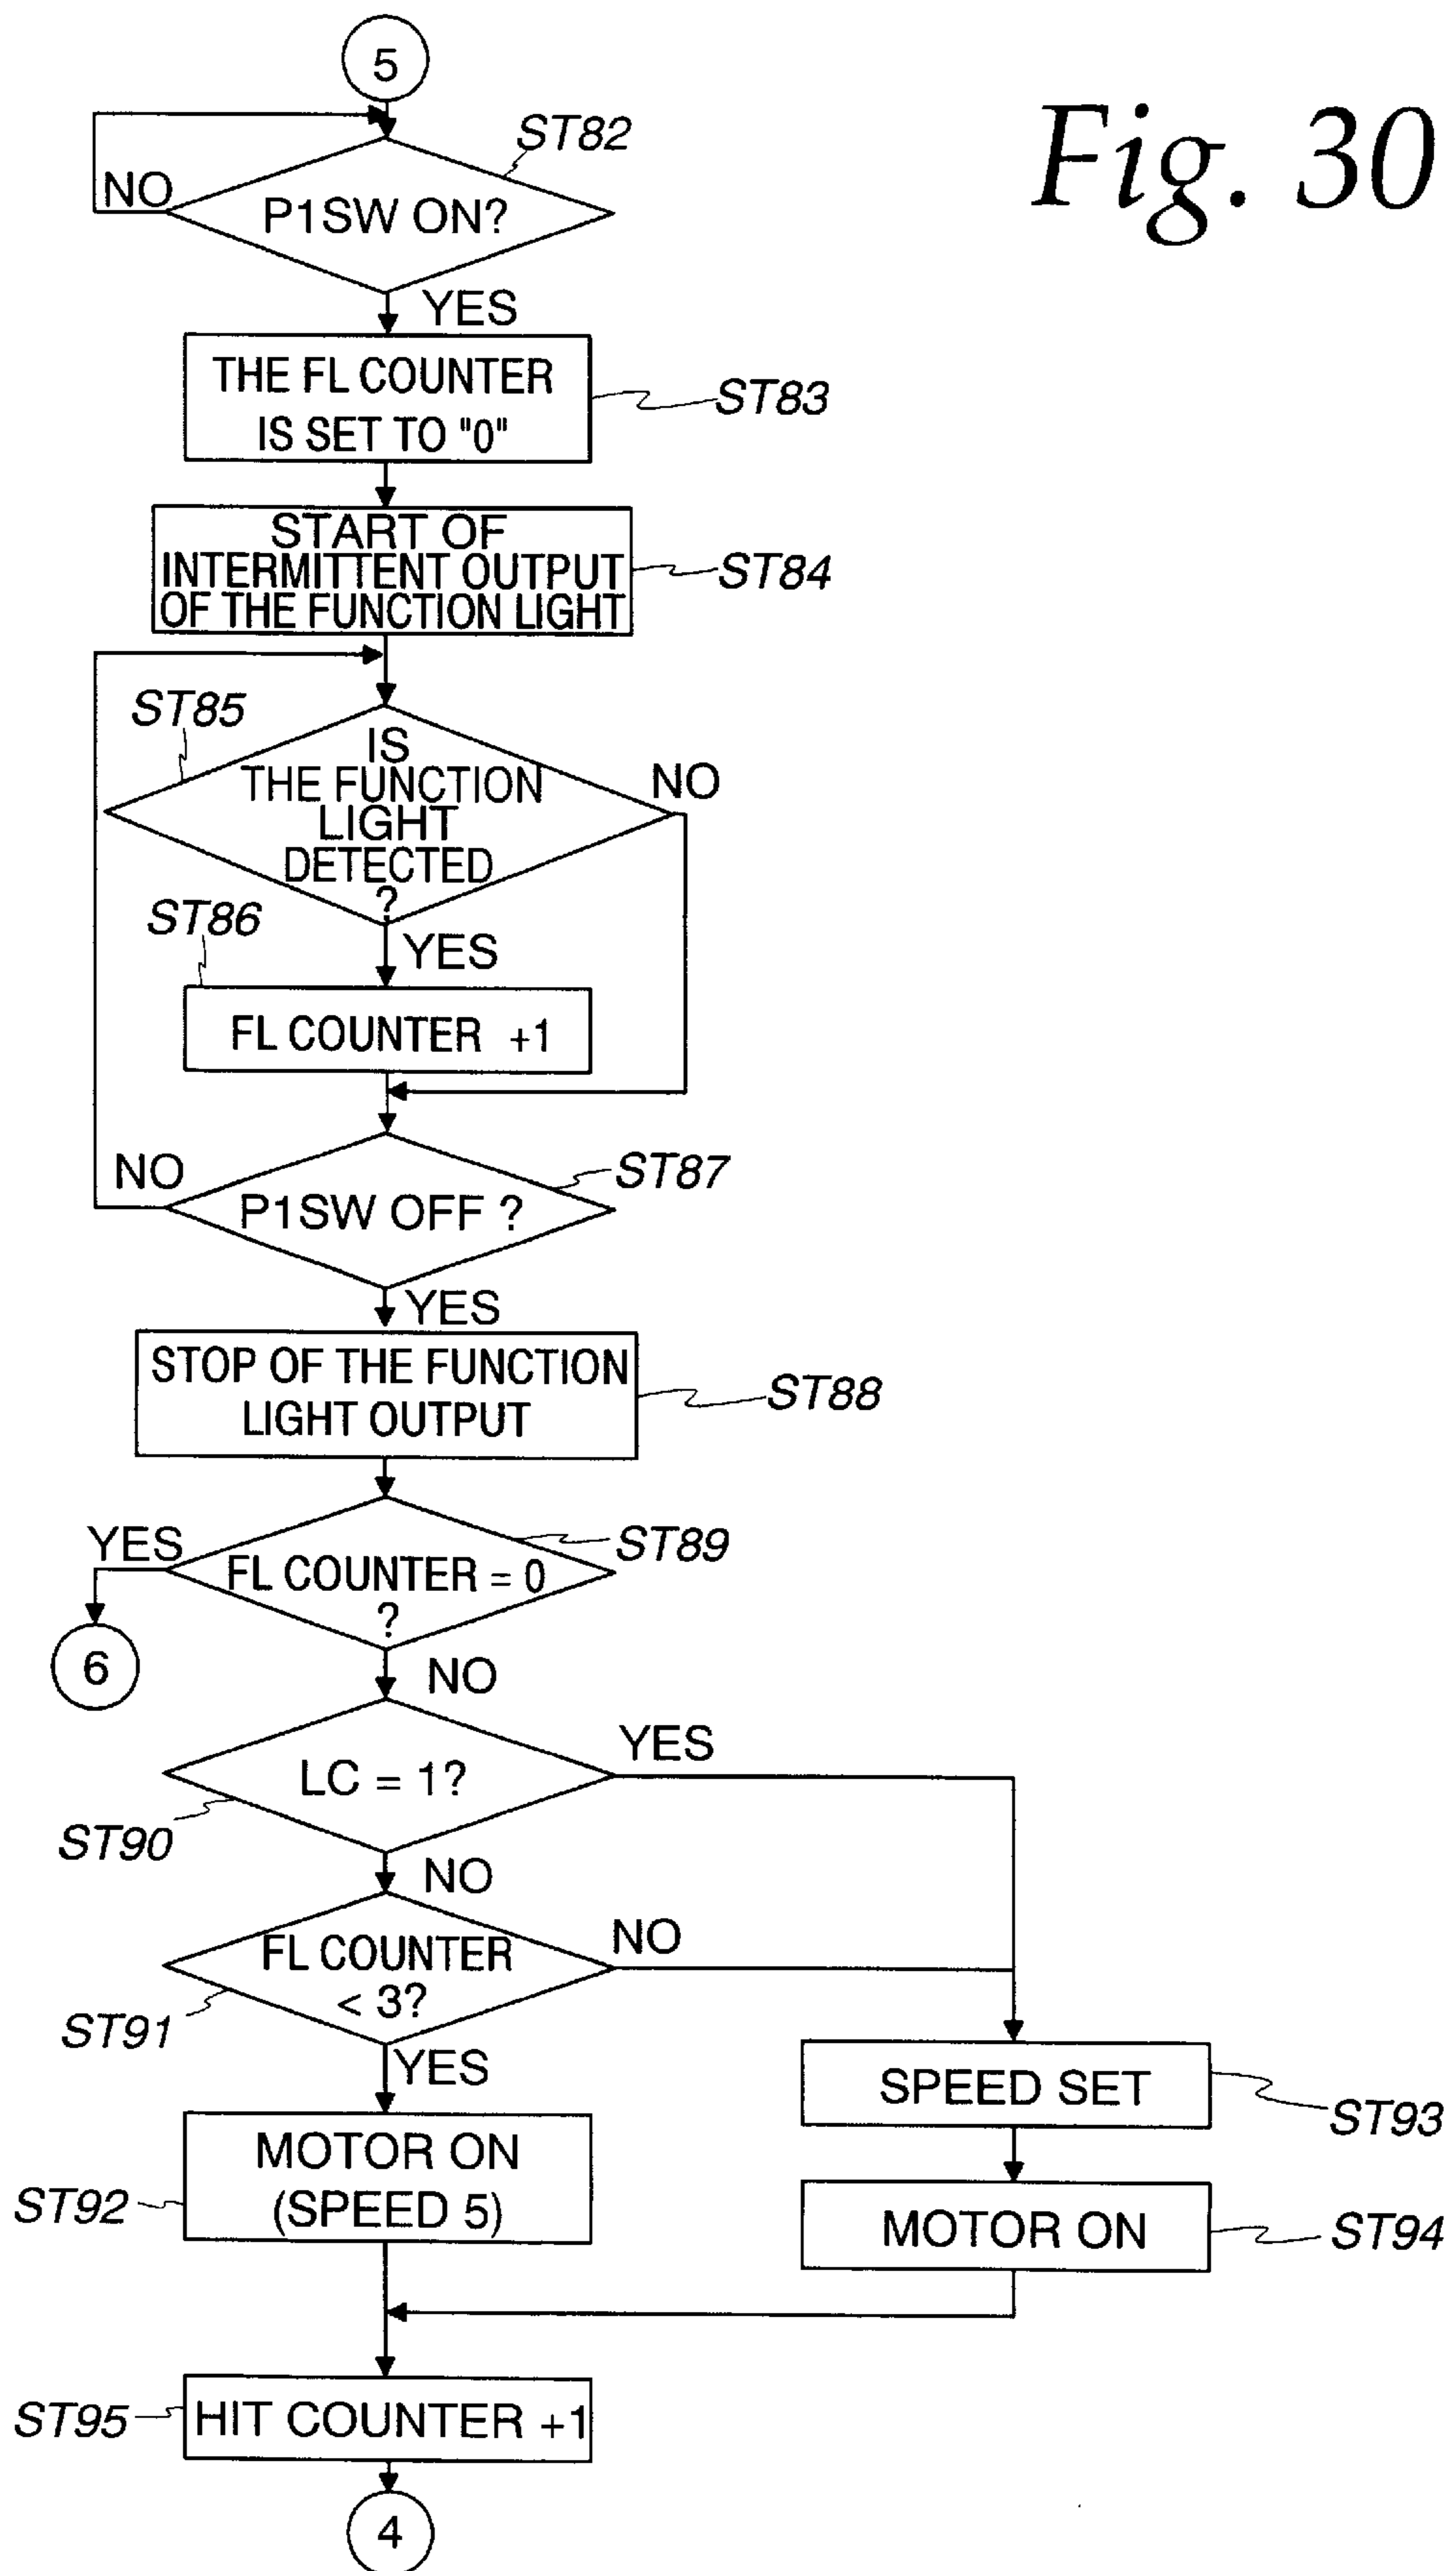 5
Fig. 30
ST82
NO
P1SW ON?
YES
THE FL COUNTER
IS SET TO "0"
ST83
START OF
INTERMITTENT OUTPUT
OF THE FUNCTION LIGHT
ST84
ST85
IS
THE FUNCTION
LIGHT
DETECTED
?
NO
ST86
YES
FL COUNTER +1
NO
P1SW OFF ?
ST87
YES
STOP OF THE FUNCTION
LIGHT OUTPUT
ST88
YES
FL COUNTER = 0
?
ST89
6
NO
LC = 1?
YES
ST90
NO
FL COUNTER
< 3?
NO
ST91
YES
SPEED SET
ST93
MOTOR ON
(SPEED 5)
ST92
MOTOR ON
ST94
ST95
HIT COUNTER +1
4